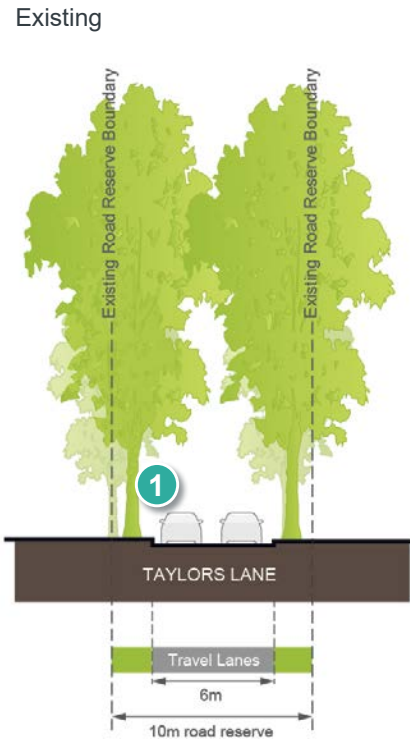 Existing
Existing Road Reserve Boundary
Existing Road Reserve Boundary
1
TAYLORS LANE
Travel Lanes
6m
10m road reserve